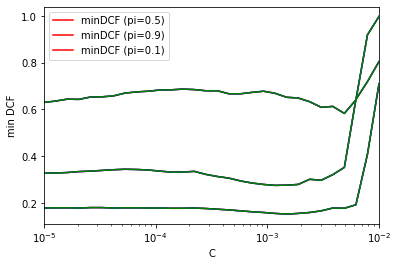 minDCF (pi=0.5)
minDCF (pi=0.9)
minDCF (pi=0.1)
1.0
0.8
0.6
0.4
0.2
min DCF
10^{-5}
10^{-4}
10^{-3}
10^{-2}
C